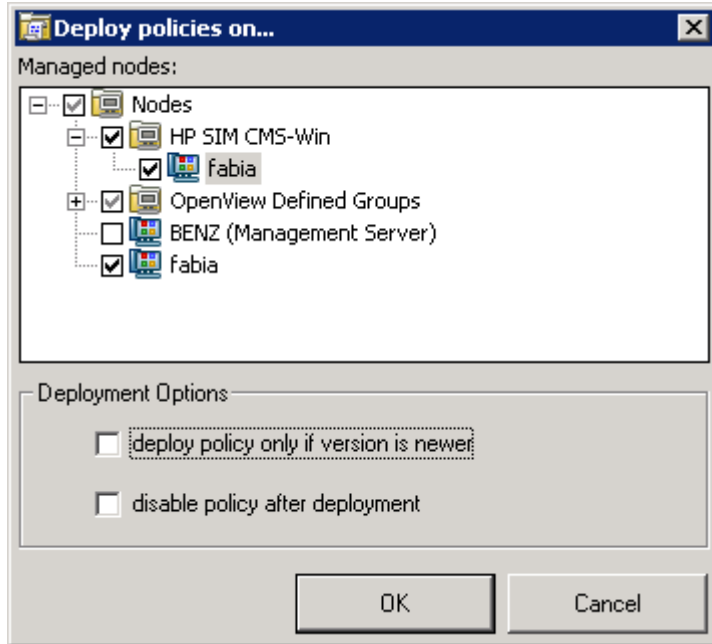 Deploy policies on...
Managed nodes:
Nodes
HP SIM CMS-Win
fabia
OpenView Defined Groups
BENZ (Management Server)
fabia
Deployment Options
deploy policy only if version is newer
disable policy after deployment
OK Cancel